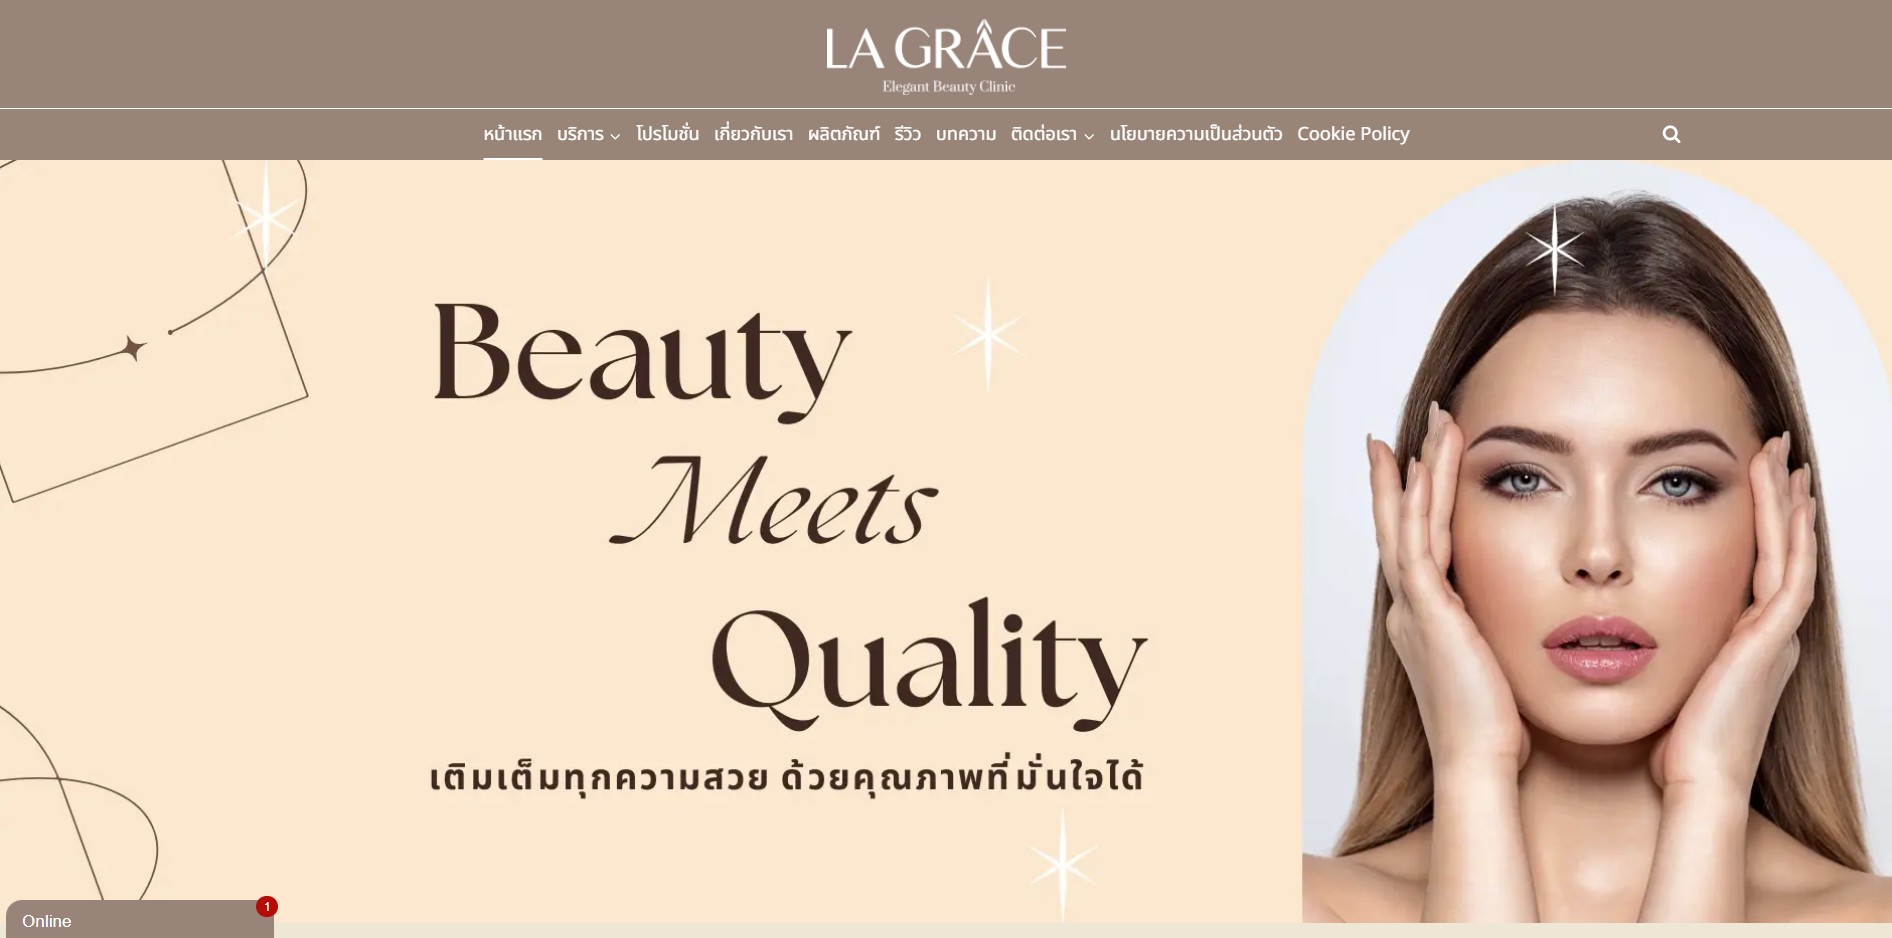 LA GRÂCE
Elegant Beauty Clinic
หน้าแรก บริการ โปรโมชั่น เกี่ยวกับเรา ผลิตภัณฑ์ รีวิว บทความ ติดต่อเรา นโยบายความเป็นส่วนตัว Cookie Policy
Beauty
Meets
Quality
เติมเต็มทุกความสวย ด้วยคุณภาพที่มั่นใจได้
1
Online